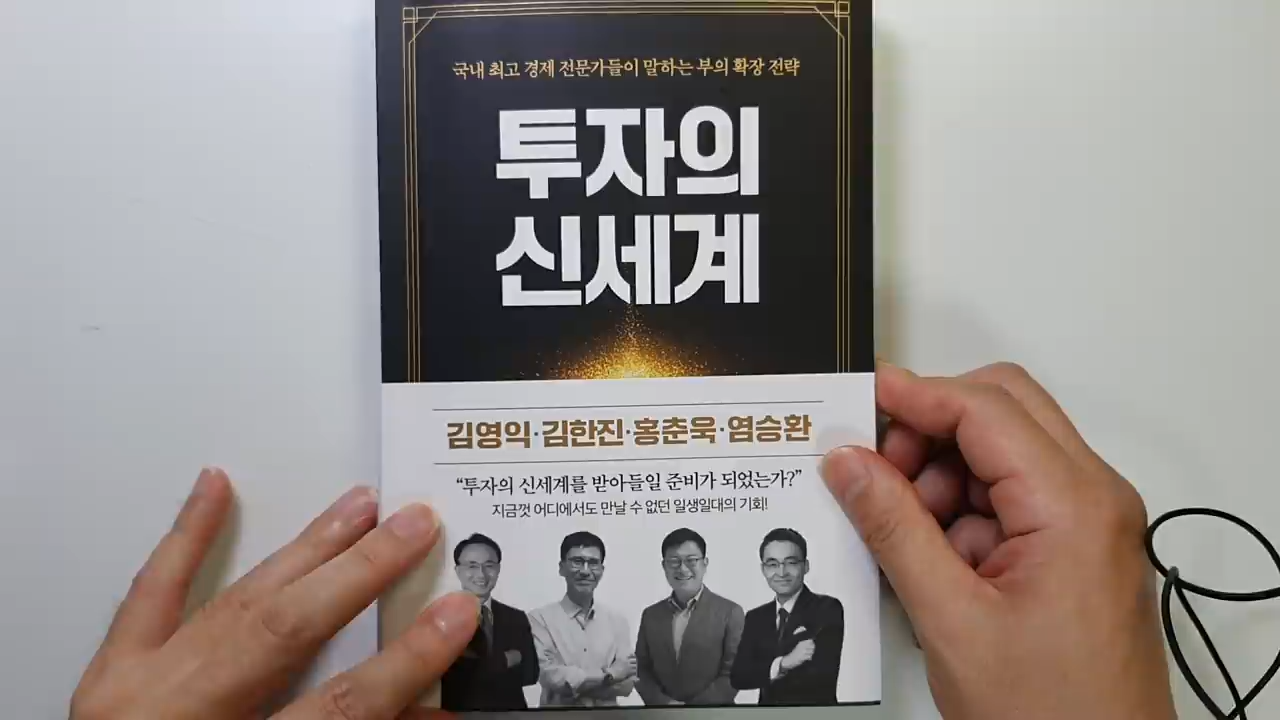 국내 최고 경제 전문가들이 말하는 부의 확장 전략
투자의
신세계
김영익·김한진·홍춘욱·염승환
“투자의 신세계를 받아들일 준비가 되었는가?”
지금껏 어디에서도 만날 수 없던 일생일대의 기회!